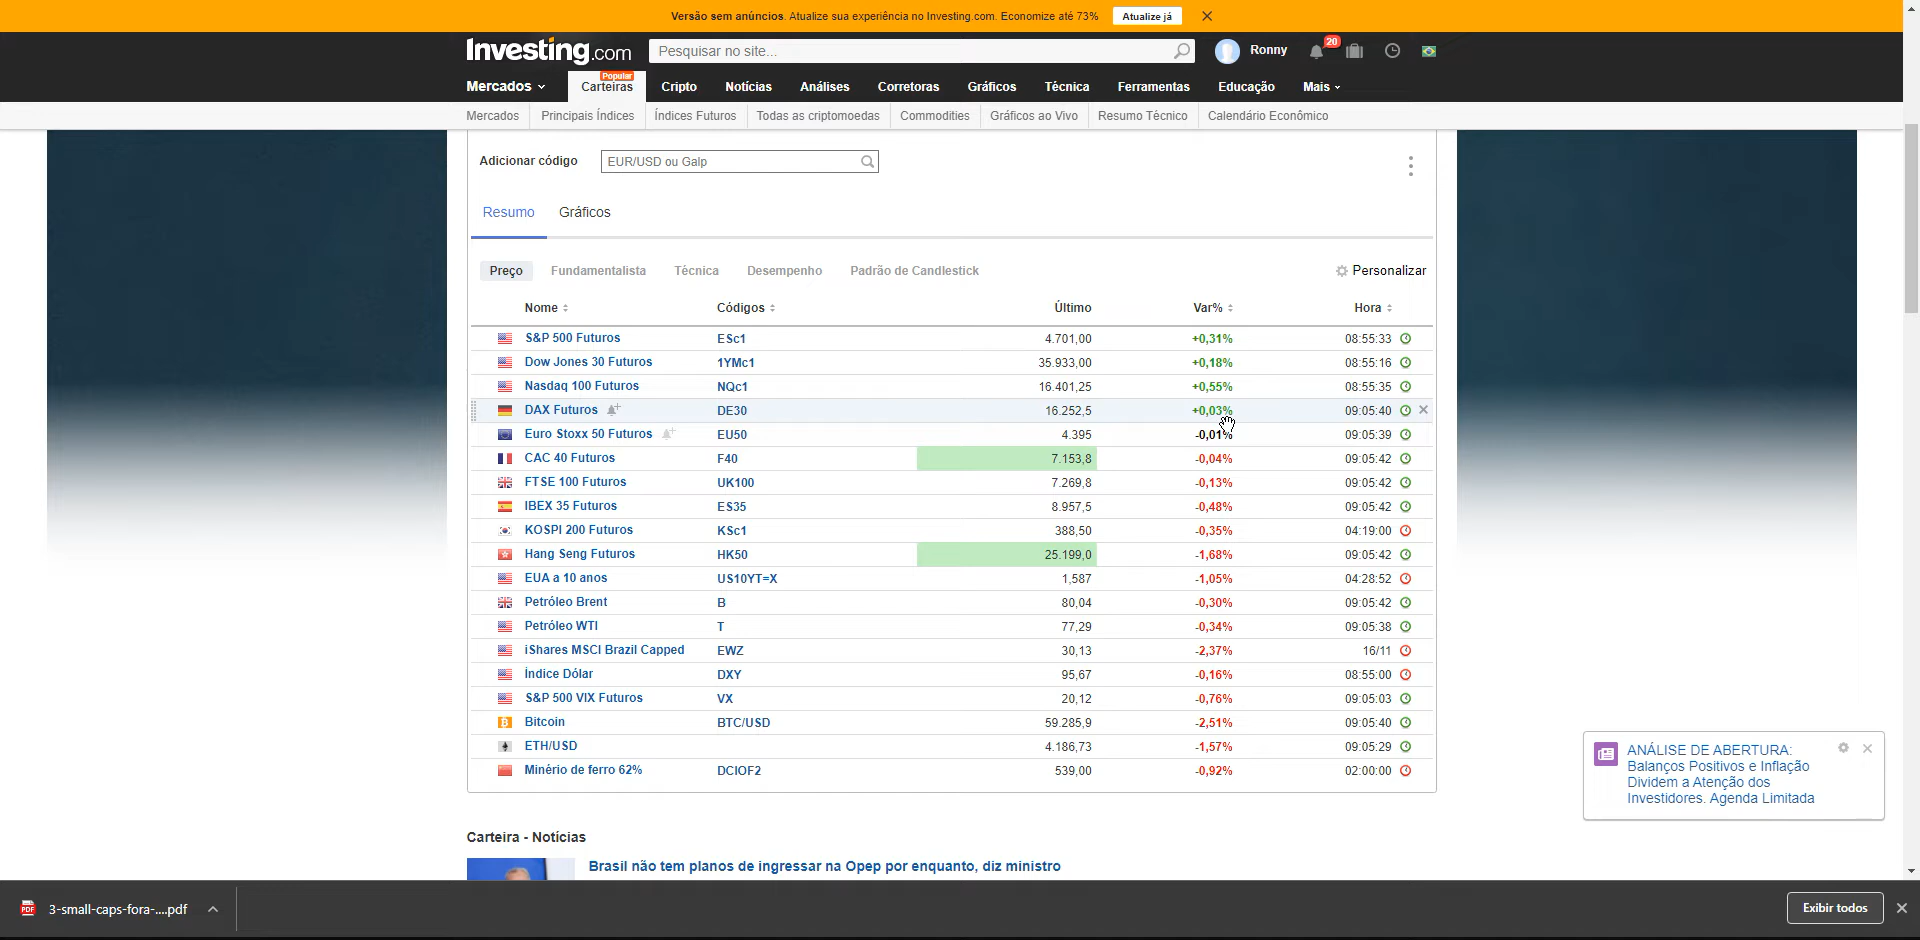 Versão sem anúncios. Atualize sua experiência no Investing.com. Economize até 73% Atualize já
Investing.com Pesquisar no site... Ronny 20
Popular
Mercados Carteiras Cripto Notícias Análises Corretoras Gráficos Técnica Ferramentas Educação Mais
Mercados Principais Índices Índices Futuros Todas as criptomoedas Commodities Gráficos ao Vivo Resumo Técnico Calendário Econômico
Adicionar código EUR/USD ou Galp
Resumo Gráficos
Preço Fundamentalista Técnica Desempenho Padrão de Candlestick Personalizar
Nome Códigos Último Var% Hora
S&P 500 Futuros ESc1 4.701,00 +0,31% 08:55:33
Dow Jones 30 Futuros 1YMc1 35.933,00 +0,18% 08:55:16
Nasdaq 100 Futuros NQc1 16.401,25 +0,55% 08:55:35
DAX Futuros DE30 16.252,5 +0,03% 09:05:40
Euro Stoxx 50 Futuros EU50 4.395 -0,01% 09:05:39
CAC 40 Futuros F40 7.153,8 -0,04% 09:05:42
FTSE 100 Futuros UK100 7.269,8 -0,13% 09:05:42
IBEX 35 Futuros ES35 8.957,5 -0,48% 09:05:42
KOSPI 200 Futuros KSc1 388,50 -0,35% 04:19:00
Hang Seng Futuros HK50 25.199,0 -1,68% 09:05:42
EUA a 10 anos US10YT=X 1,587 -1,05% 04:28:52
Petróleo Brent B 80,04 -0,30% 09:05:42
Petróleo WTI T 77,29 -0,34% 09:05:38
iShares MSCI Brazil Capped EWZ 30,13 -2,37% 16/11
Índice Dólar DXY 95,67 -0,16% 08:55:00
S&P 500 VIX Futuros VX 20,12 -0,76% 09:05:03
Bitcoin BTC/USD 59.285,9 -2,51% 09:05:40
ETH/USD 4.186,73 -1,57% 09:05:29
Minério de ferro 62% DCIOF2 539,00 -0,92% 02:00:00
ANÁLISE DE ABERTURA:
Balanços Positivos e Inflação
Dividem a Atenção dos
Investidores. Agenda Limitada
Carteira - Notícias
Brasil não tem planos de ingressar na Opep por enquanto, diz ministro
PDF 3-small-caps-fora-....pdf Exibir todos